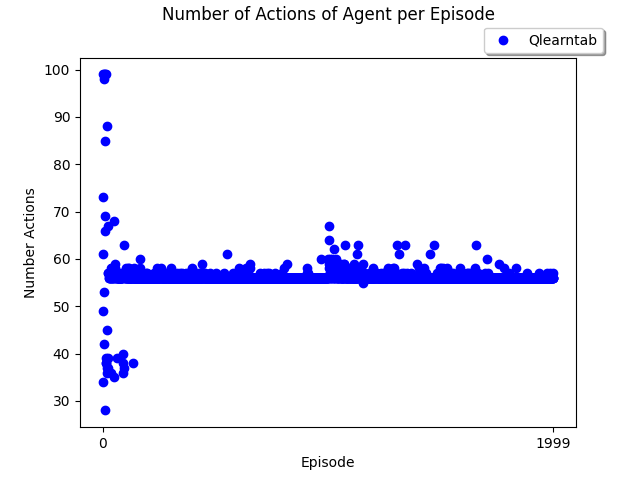 Number of Actions of Agent per Episode
Qlearntab
100
90
80
70
60
50
40
30
Number Actions
0
1999
Episode